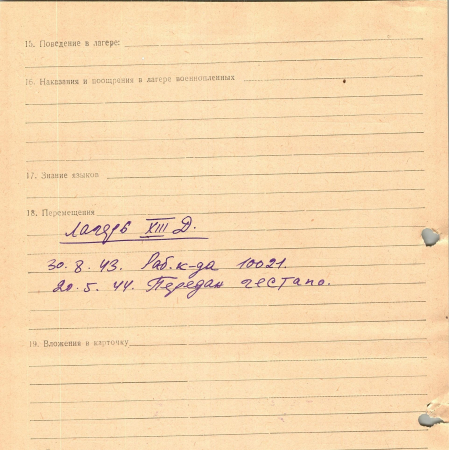 15. Поведение в лагере:
16. Наказания и поощрения в лагере военнопленных
17. Знание языков
18. Перемещения
Лагерь XIII Д.
30. 8. 43. Раб. к-да 10021.
20. 5. 44. Передан гестапо.
19. Вложения в карточку